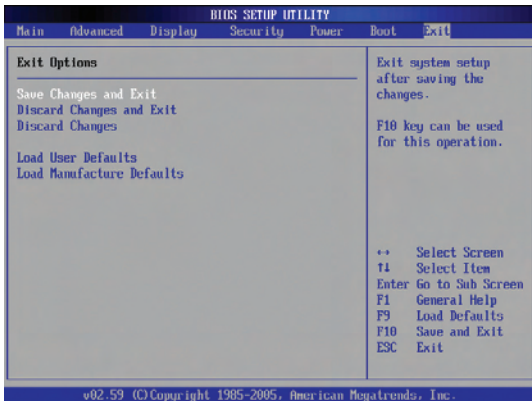 BIOS SETUP UTILITY
Main Advanced Display Security Power Boot Exit
Exit Options
Save Changes and Exit
Discard Changes and Exit
Discard Changes
Load User Defaults
Load Manufacture Defaults
Exit system setup
after saving the
changes.
F10 key can be used
for this operation.
↔ Select Screen
↑↓ Select Item
Enter Go to Sub Screen
F1 General Help
F9 Load Defaults
F10 Save and Exit
ESC Exit
v02.59 (C)Copyright 1985-2005, American Megatrends, Inc.